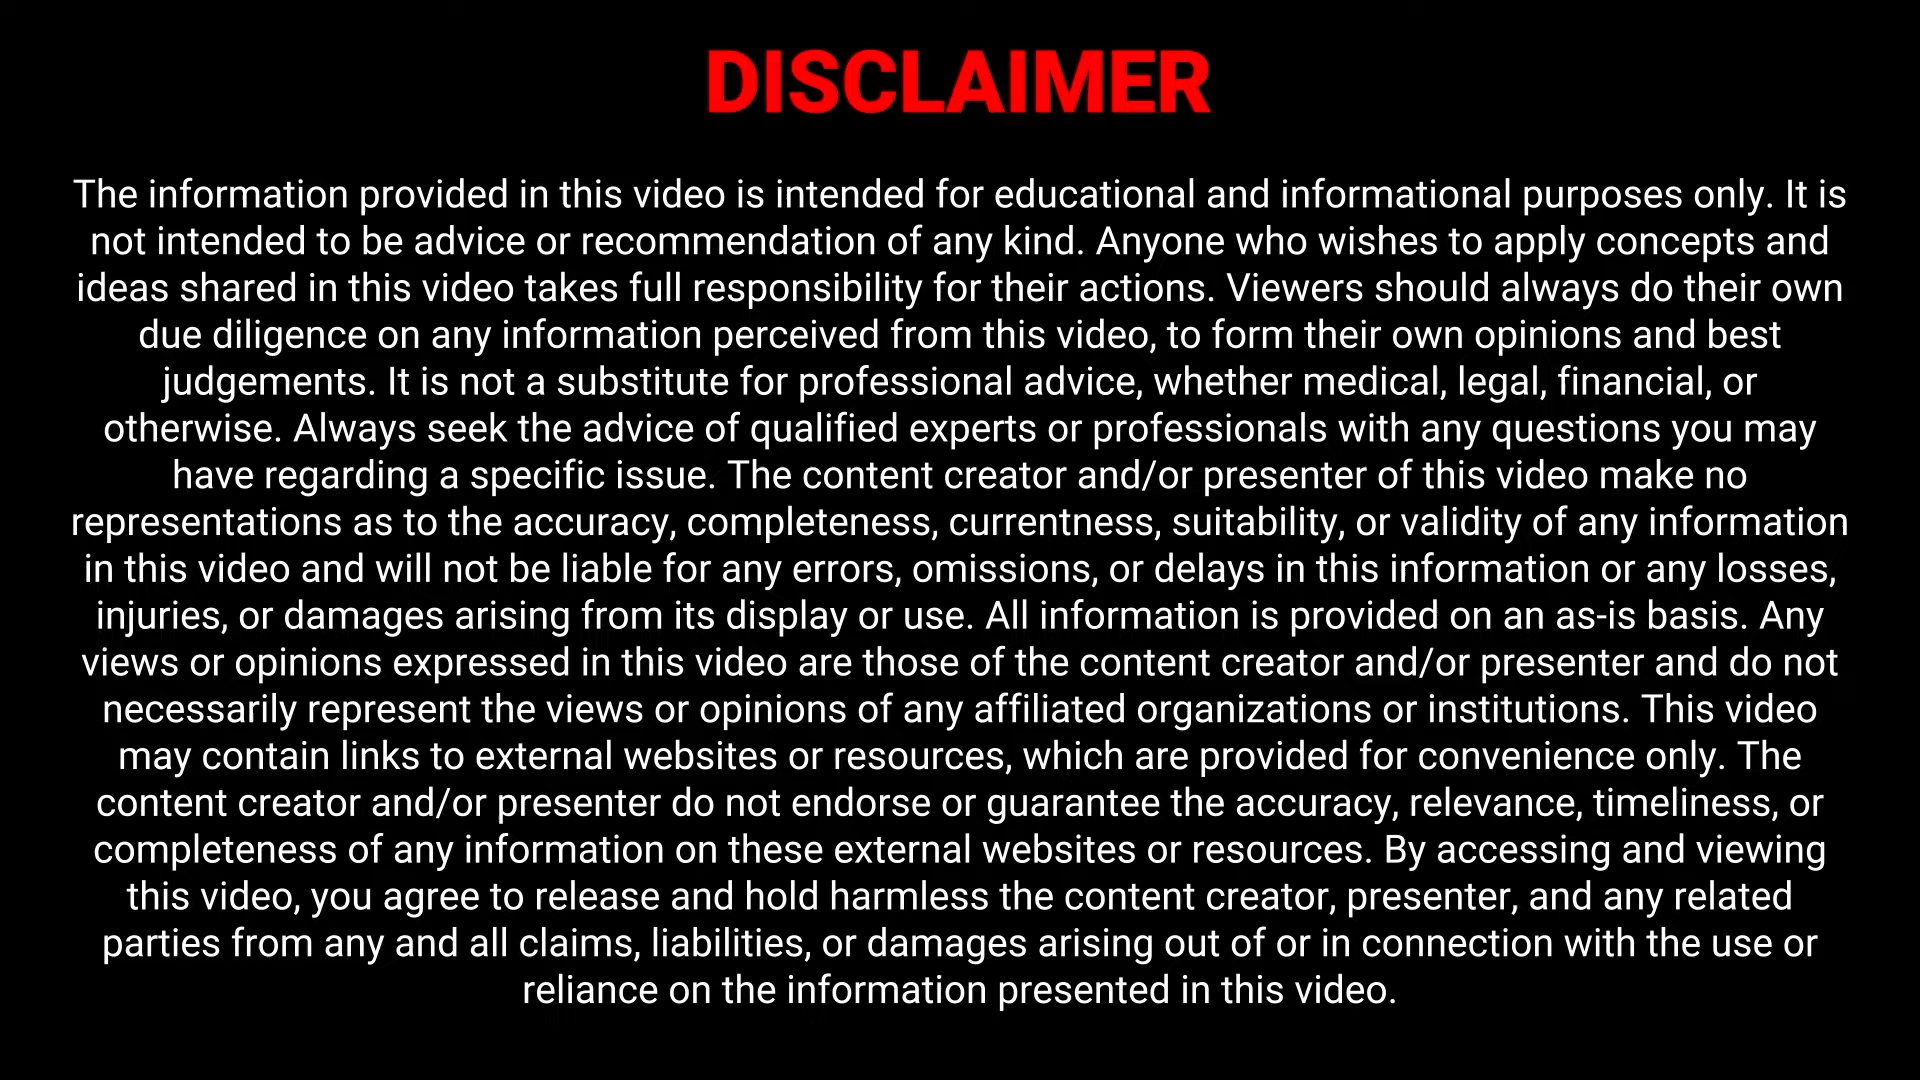 DISCLAIMER
The information provided in this video is intended for educational and informational purposes only. It is
not intended to be advice or recommendation of any kind. Anyone who wishes to apply concepts and
ideas shared in this video takes full responsibility for their actions. Viewers should always do their own
due diligence on any information perceived from this video, to form their own opinions and best
judgements. It is not a substitute for professional advice, whether medical, legal, financial, or
otherwise. Always seek the advice of qualified experts or professionals with any questions you may
have regarding a specific issue. The content creator and/or presenter of this video make no
representations as to the accuracy, completeness, currentness, suitability, or validity of any information
in this video and will not be liable for any errors, omissions, or delays in this information or any losses,
injuries, or damages arising from its display or use. All information is provided on an as-is basis. Any
views or opinions expressed in this video are those of the content creator and/or presenter and do not
necessarily represent the views or opinions of any affiliated organizations or institutions. This video
may contain links to external websites or resources, which are provided for convenience only. The
content creator and/or presenter do not endorse or guarantee the accuracy, relevance, timeliness, or
completeness of any information on these external websites or resources. By accessing and viewing
this video, you agree to release and hold harmless the content creator, presenter, and any related
parties from any and all claims, liabilities, or damages arising out of or in connection with the use or
reliance on the information presented in this video.